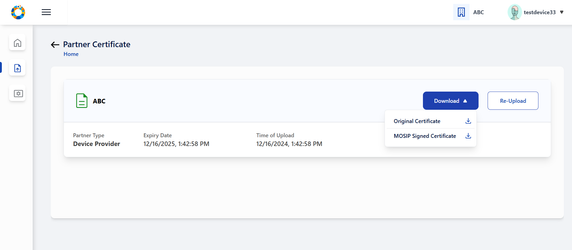 ABC
testdevice33
Partner Certificate
Home
ABC
Download
Re-Upload
Original Certificate
MOSIP Signed Certificate
Partner Type
Expiry Date
Time of Upload
Device Provider
12/16/2025, 1:42:58 PM
12/16/2024, 1:42:58 PM